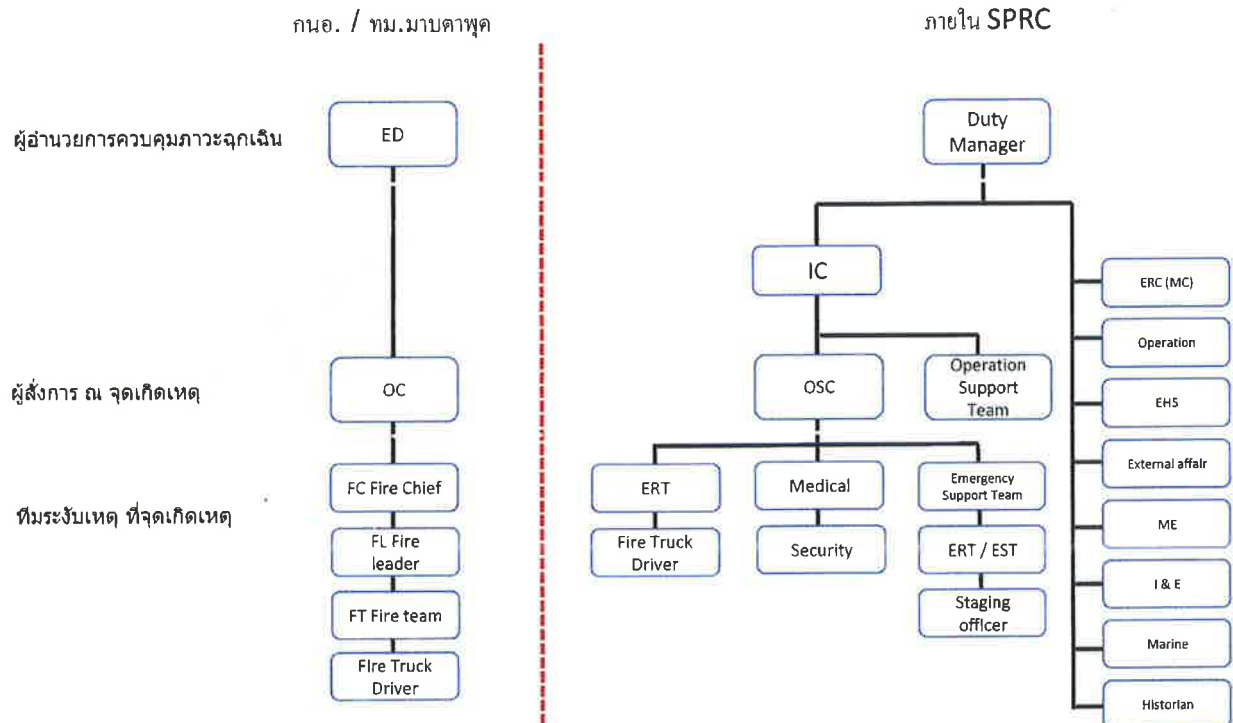 กนอ. / ทม.มาบตาพุด
ภายใน SPRC
ผู้อำนวยการควบคุมภาวะฉุกเฉิน
ED
Duty
Manager
IC
ERC (MC)
Operation
ผู้สั่งการ ณ จุดเกิดเหตุ
OC
OSC
Operation
Support
Team
EHS
External affair
ทีมระงับเหตุ ที่จุดเกิดเหตุ
FC Fire Chief
ERT
Medical
Emergency
Support Team
ME
FL Fire
leader
Fire Truck
Driver
Security
ERT / EST
I & E
FT Fire team
Staging
officer
Marine
Fire Truck
Driver
Historian